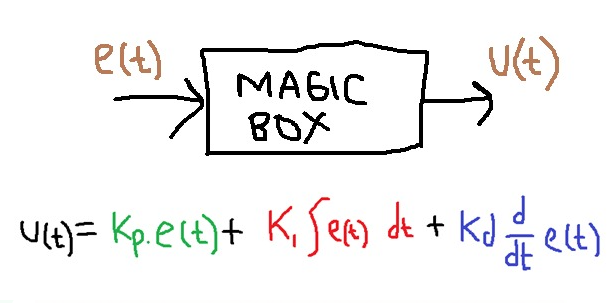 e(t) U(t)
MAGIC
BOX
U(t) = Kp.e(t) + K₁ ∫e(t) dt + Kd d/dt e(t)